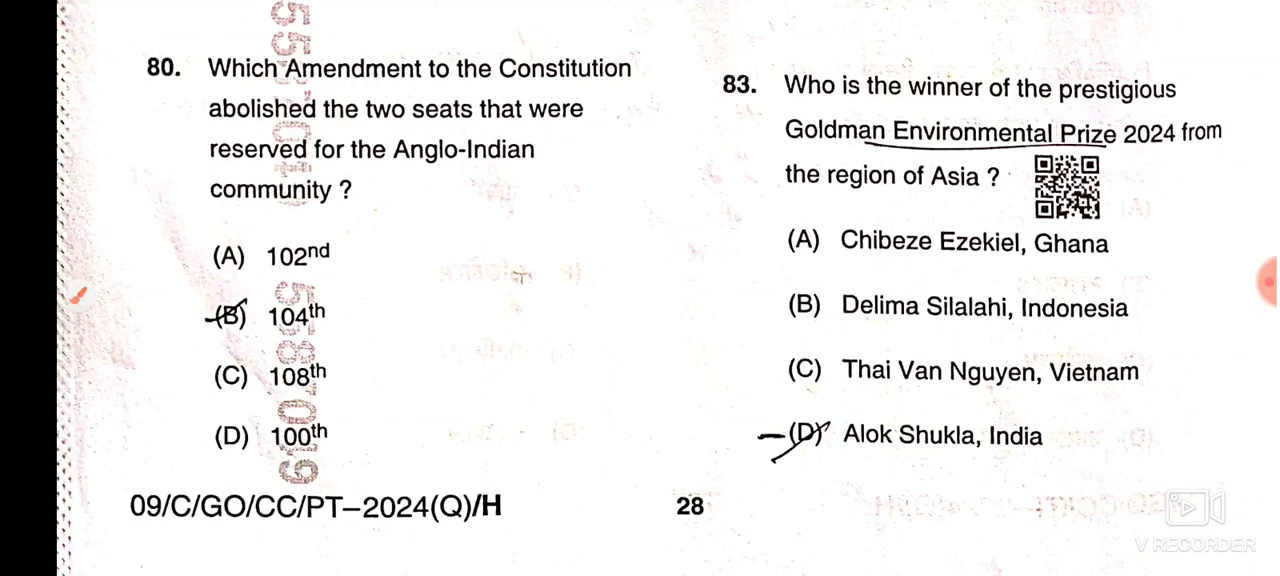 80. Which Amendment to the Constitution
abolished the two seats that were
reserved for the Anglo-Indian
community ?
(A) 102nd
(B) 104th
(C) 108th
(D) 100th
09/C/GO/CC/PT–2024(Q)/H
83. Who is the winner of the prestigious
Goldman Environmental Prize 2024 from
the region of Asia ?
(A) Chibeze Ezekiel, Ghana
(B) Delima Silalahi, Indonesia
(C) Thai Van Nguyen, Vietnam
(D) Alok Shukla, India
28
V RECORDER